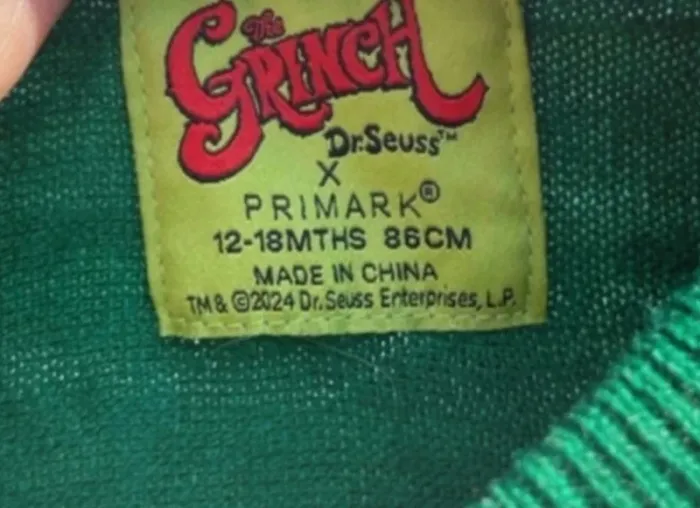 The
GRINCH
Dr.Seuss™
X
PRIMARK®
12-18MTHS 86CM
MADE IN CHINA
TM & ©2024 Dr.Seuss Enterprises, L.P.